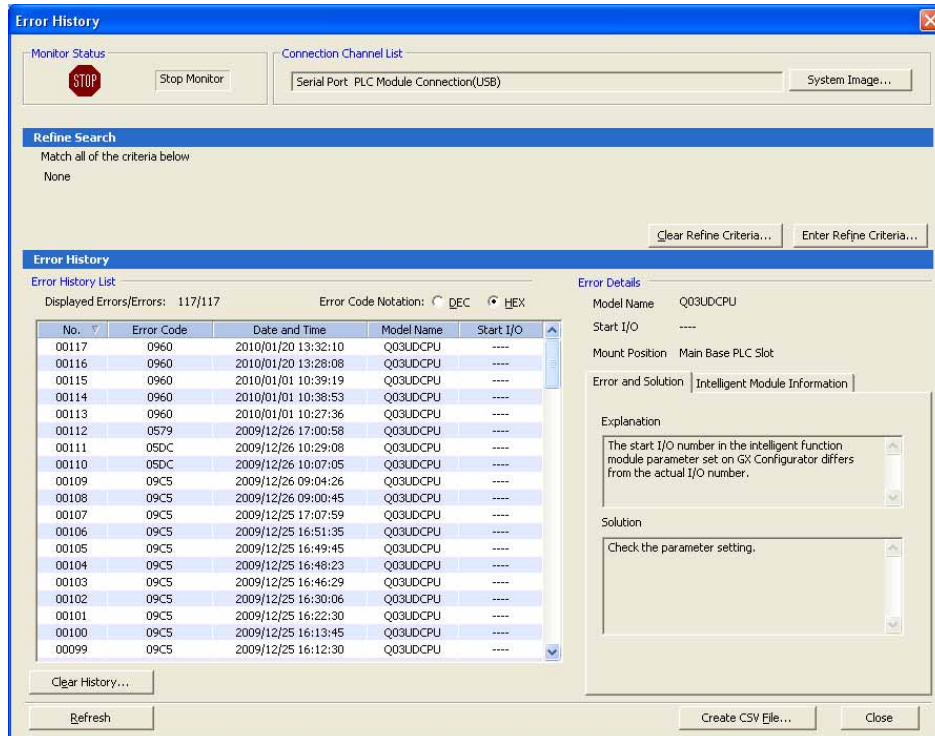 Error History
Monitor Status
STOP
Stop Monitor
Connection Channel List
Serial Port PLC Module Connection(USB)
System Image...
Refine Search
Match all of the criteria below
None
Clear Refine Criteria...
Enter Refine Criteria...
Error History
Error History List
Displayed Errors/Errors: 117/117
Error Code Notation: DEC HEX
No. Error Code Date and Time Model Name Start I/O
00117 0960 2010/01/20 13:32:10 Q03UDCPU ----
00116 0960 2010/01/20 13:28:08 Q03UDCPU ----
00115 0960 2010/01/01 10:39:19 Q03UDCPU ----
00114 0960 2010/01/01 10:38:53 Q03UDCPU ----
00113 0960 2010/01/01 10:27:36 Q03UDCPU ----
00112 0579 2009/12/26 17:00:58 Q03UDCPU ----
00111 05DC 2009/12/26 10:29:08 Q03UDCPU ----
00110 05DC 2009/12/26 10:07:05 Q03UDCPU ----
00109 09C5 2009/12/26 09:04:26 Q03UDCPU ----
00108 09C5 2009/12/26 09:00:45 Q03UDCPU ----
00107 09C5 2009/12/25 17:07:59 Q03UDCPU ----
00106 09C5 2009/12/25 16:51:35 Q03UDCPU ----
00105 09C5 2009/12/25 16:49:45 Q03UDCPU ----
00104 09C5 2009/12/25 16:48:23 Q03UDCPU ----
00103 09C5 2009/12/25 16:46:29 Q03UDCPU ----
00102 09C5 2009/12/25 16:30:06 Q03UDCPU ----
00101 09C5 2009/12/25 16:22:30 Q03UDCPU ----
00100 09C5 2009/12/25 16:13:45 Q03UDCPU ----
00099 09C5 2009/12/25 16:12:30 Q03UDCPU ----
Clear History...
Error Details
Model Name Q03UDCPU
Start I/O ----
Mount Position Main Base PLC Slot
Error and Solution Intelligent Module Information
Explanation
The start I/O number in the intelligent function
module parameter set on GX Configurator differs
from the actual I/O number.
Solution
Check the parameter setting.
Refresh
Create CSV File...
Close